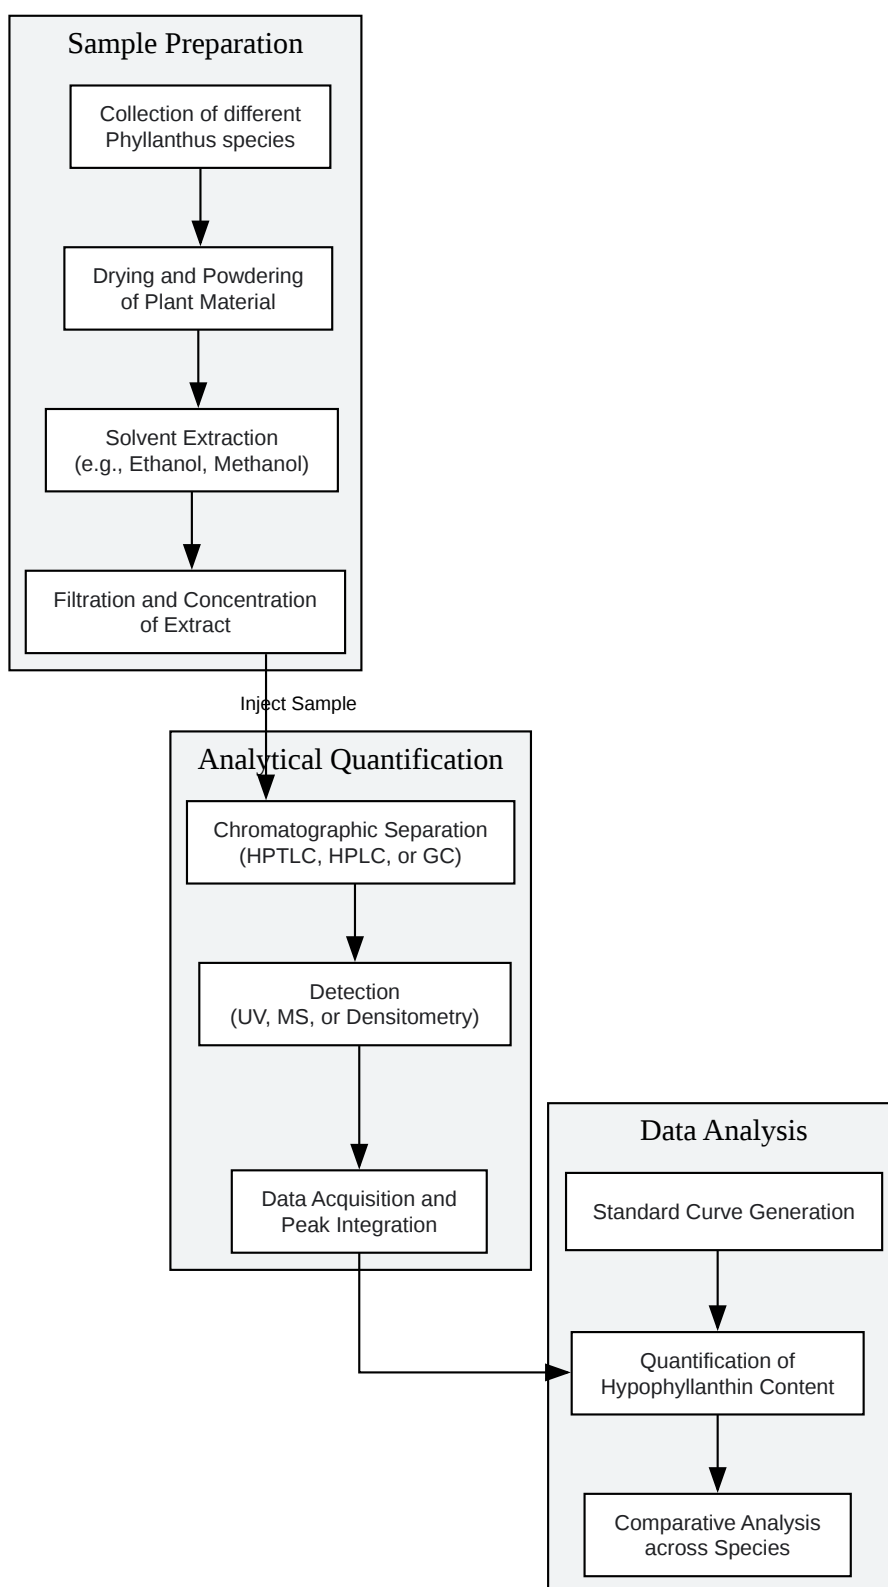 Sample Preparation
Collection of different
Phyllanthus species
Drying and Powdering
of Plant Material
Solvent Extraction
(e.g., Ethanol, Methanol)
Filtration and Concentration
of Extract
Inject Sample
Analytical Quantification
Chromatographic Separation
(HPTLC, HPLC, or GC)
Detection
(UV, MS, or Densitometry)
Data Acquisition and
Peak Integration
Data Analysis
Standard Curve Generation
Quantification of
Hypophyllanthin Content
Comparative Analysis
across Species